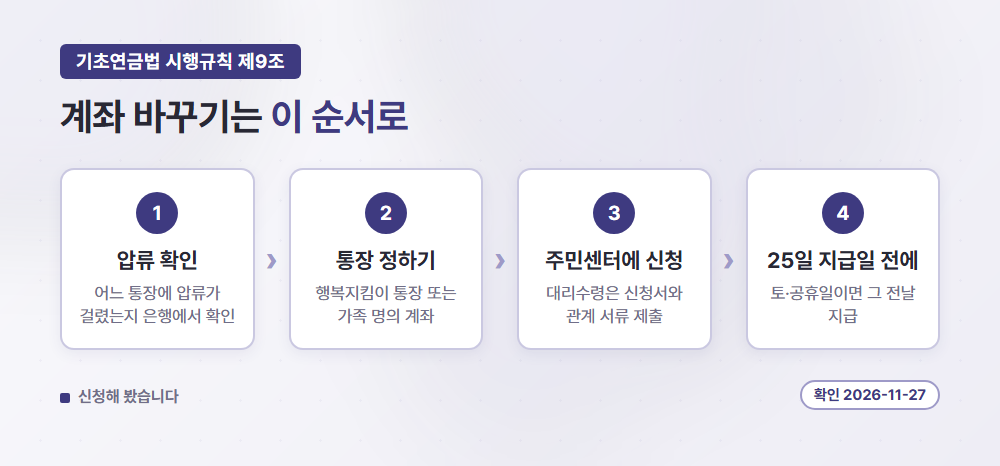 기초연금법 시행규칙 제9조
계좌 바꾸기는 이 순서로
1
압류 확인
어느 통장에 압류가
걸렸는지 은행에서 확인
›
2
통장 정하기
행복지킴이 통장 또는
가족 명의 계좌
›
3
주민센터에 신청
대리수령은 신청서와
관계 서류 제출
›
4
25일 지급일 전에
토·공휴일이면 그 전날
지급
신청해 봤습니다
확인 2026-11-27